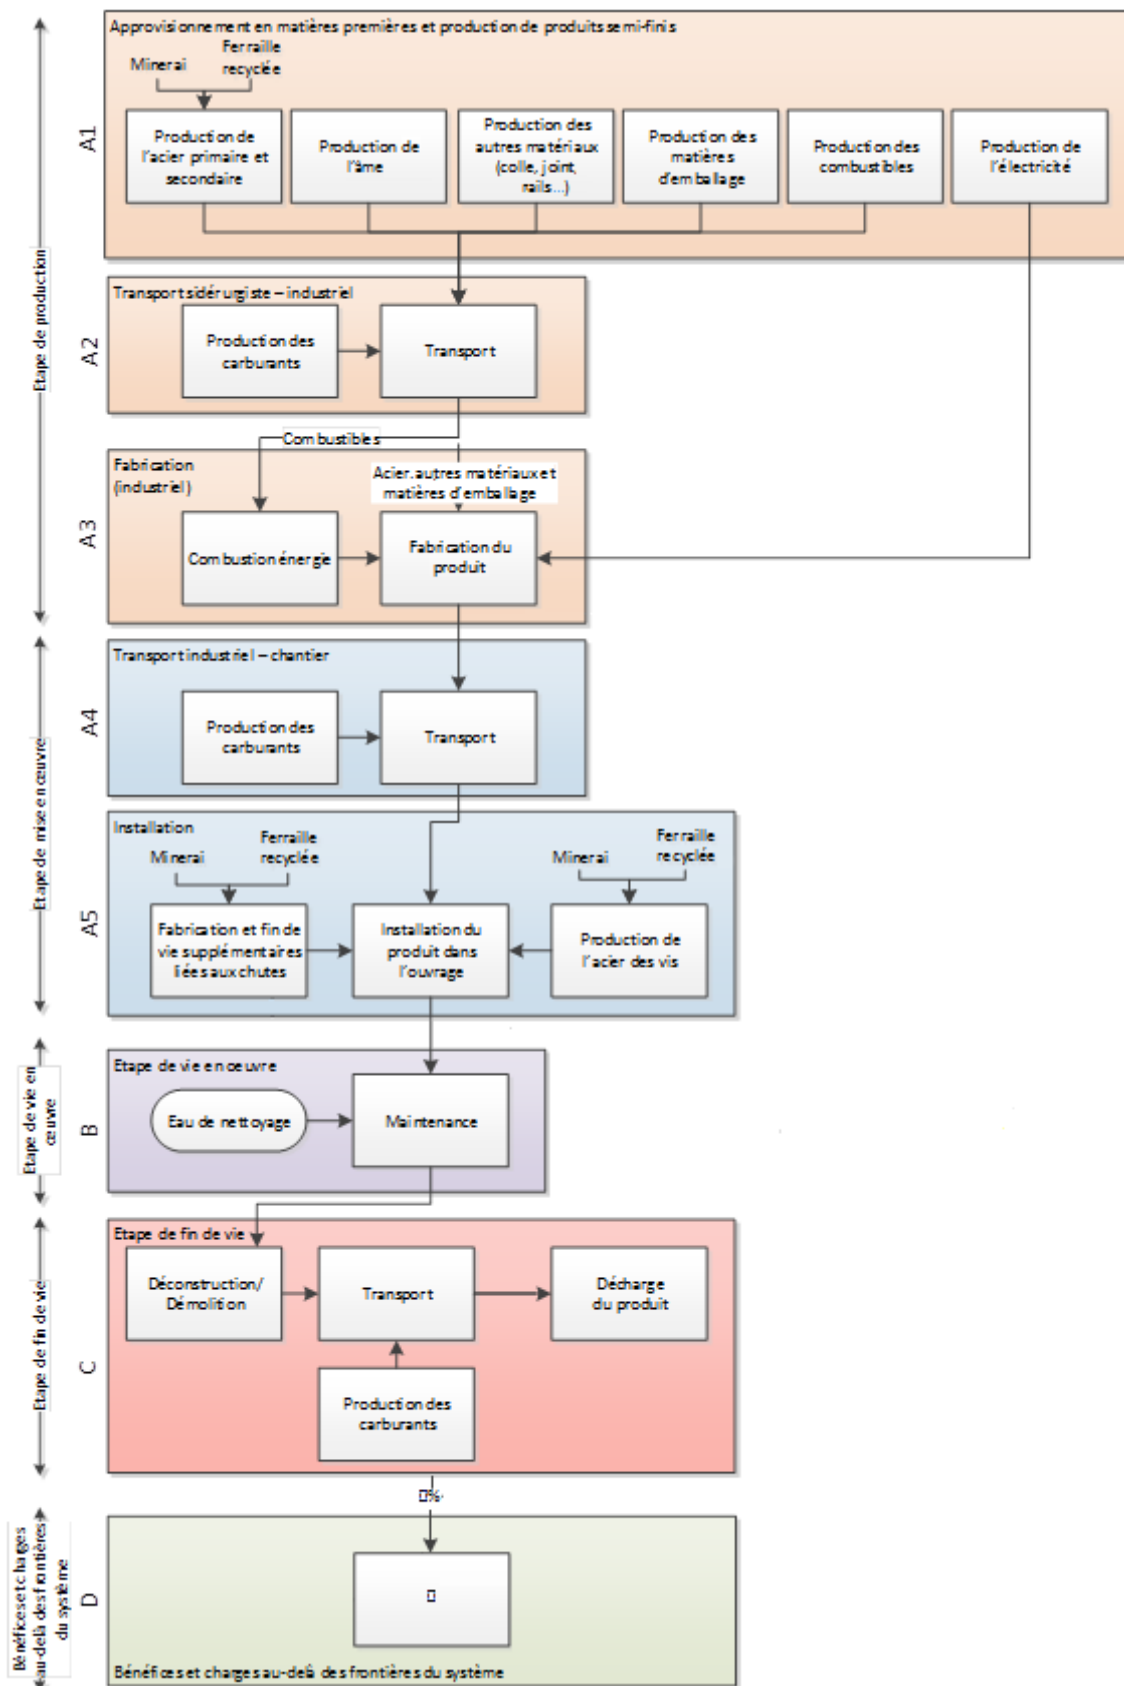 Approvisionnement en matières premières et production de produits semi-finis
Minerai
Ferraille
recyclée
Production de
l'acier primaire et
secondaire
Production de
l'âme
Production des
autres matériaux
(colle, joint,
rails...)
Production des
matières
d'emballage
Production des
combustibles
Production de
l'électricité
A1
Etape de production
Transport sidérurgiste – industriel
Production des
carburants
Transport
A2
Combustibles
Fabrication
(industriel)
Acier, autres matériaux et
matières d'emballage
Combustion énergie
Fabrication du
produit
A3
Transport industriel – chantier
Production des
carburants
Transport
A4
Etape de mise en œuvre
Installation
Minerai
Ferraille
recyclée
Minerai
Ferraille
recyclée
Fabrication et fin de
vie supplémentaires
liées aux chutes
Installation du
produit dans
l'ouvrage
Production de
l'acier des vis
A5
Etape de vie en oeuvre
Eau de nettoyage
Maintenance
B
Etape de vie en
œuvre
Etape de fin de vie
Déconstruction/
Démolition
Transport
Décharge
du produit
Production des
carburants
C
Etape de fin de vie
%
D
Bénéfices et charges
au-delà des frontières
du système
Bénéfices et charges au-delà des frontières du système